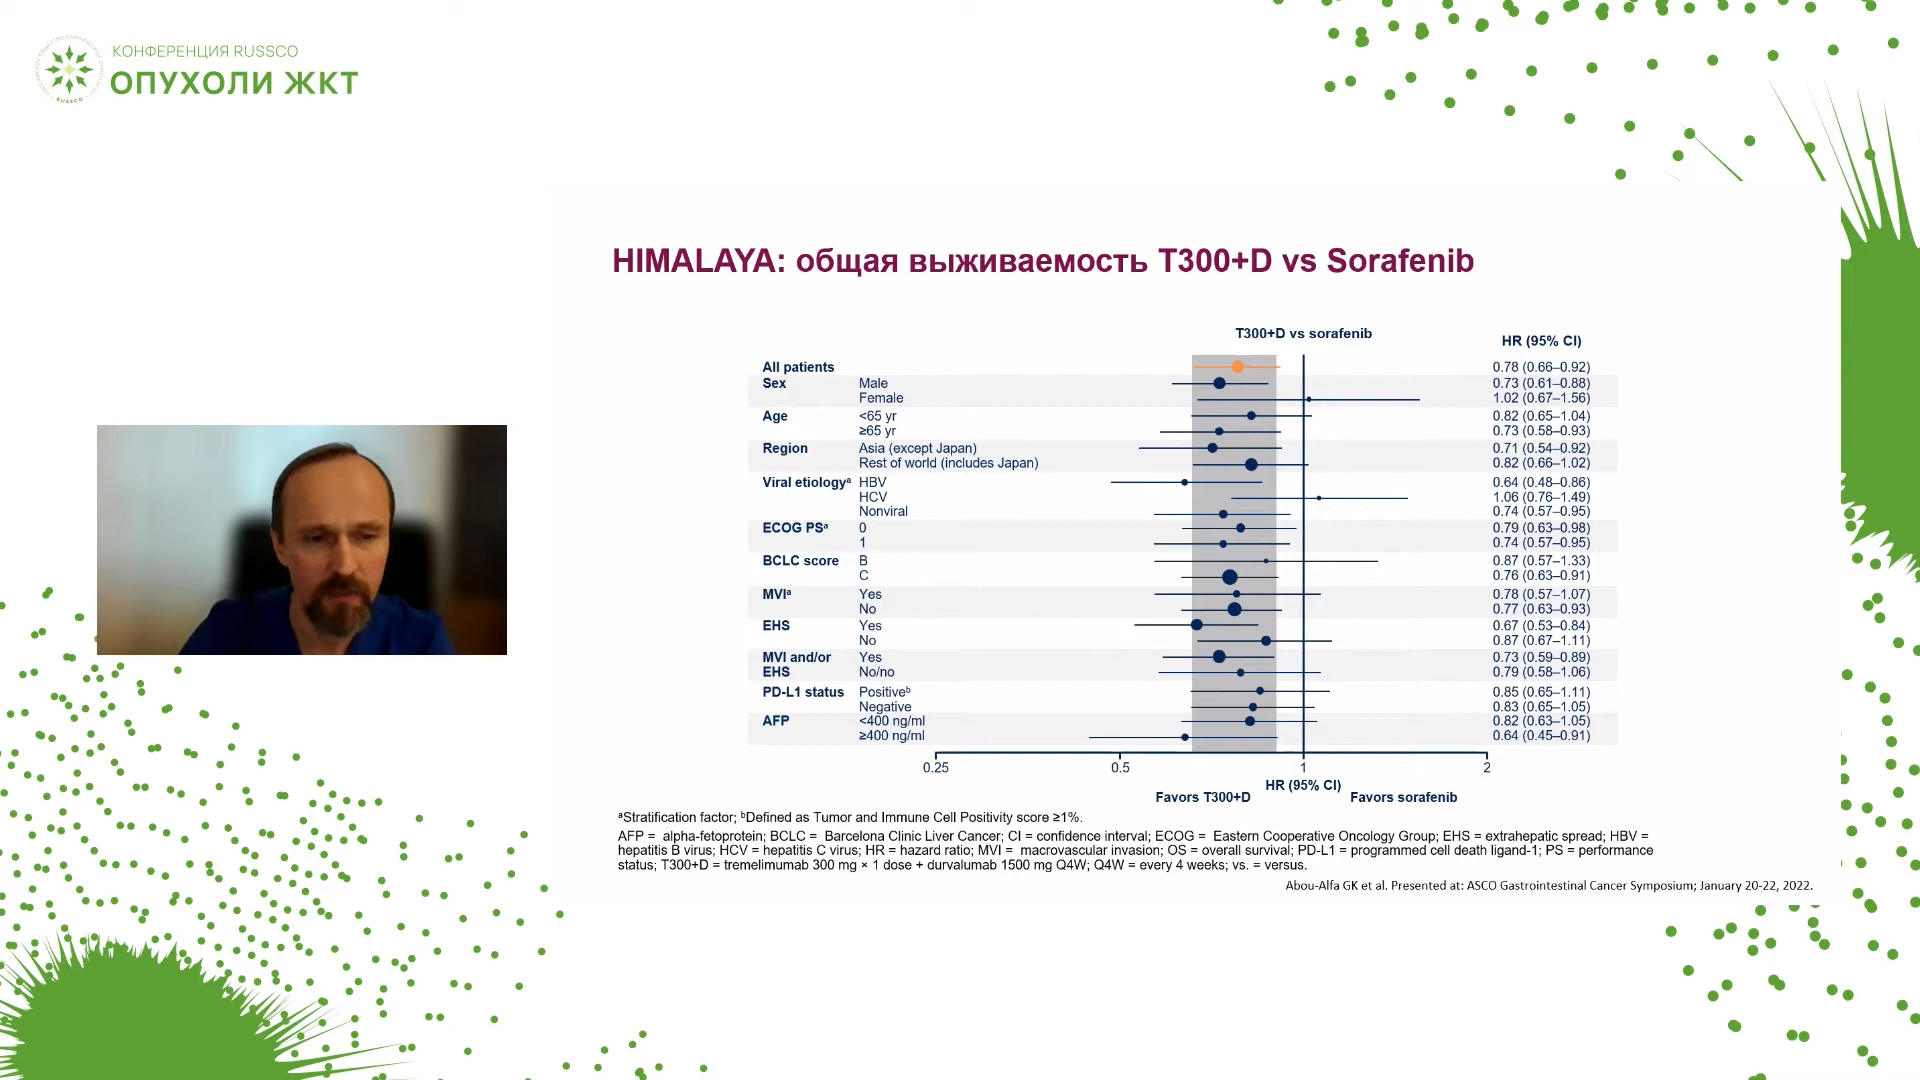 КОНФЕРЕНЦИЯ RUSSCO
ОПУХОЛИ ЖКТ
RUSSCO
HIMALAYA: общая выживаемость T300+D vs Sorafenib
T300+D vs sorafenib
HR (95% CI)
All patients 0.78 (0.66–0.92)
Sex Male 0.73 (0.61–0.88)
Female 1.02 (0.67–1.56)
Age <65 yr 0.82 (0.65–1.04)
≥65 yr 0.73 (0.58–0.93)
Region Asia (except Japan) 0.71 (0.54–0.92)
Rest of world (includes Japan) 0.82 (0.66–1.02)
Viral etiologyᵃ HBV 0.64 (0.48–0.86)
HCV 1.06 (0.76–1.49)
Nonviral 0.74 (0.57–0.95)
ECOG PSᵃ 0 0.79 (0.63–0.98)
1 0.74 (0.57–0.95)
BCLC score B 0.87 (0.57–1.33)
C 0.76 (0.63–0.91)
MVIᵃ Yes 0.78 (0.57–1.07)
No 0.77 (0.63–0.93)
EHS Yes 0.67 (0.53–0.84)
No 0.87 (0.67–1.11)
MVI and/or Yes 0.73 (0.59–0.89)
EHS No/no 0.79 (0.58–1.06)
PD-L1 status Positiveᵇ 0.85 (0.65–1.11)
Negative 0.83 (0.65–1.05)
AFP <400 ng/ml 0.82 (0.63–1.05)
≥400 ng/ml 0.64 (0.45–0.91)
0.25 0.5 1 2
HR (95% CI)
Favors T300+D Favors sorafenib
ᵃStratification factor; ᵇDefined as Tumor and Immune Cell Positivity score ≥1%.
AFP = alpha-fetoprotein; BCLC = Barcelona Clinic Liver Cancer; CI = confidence interval; ECOG = Eastern Cooperative Oncology Group; EHS = extrahepatic spread; HBV =
hepatitis B virus; HCV = hepatitis C virus; HR = hazard ratio; MVI = macrovascular invasion; OS = overall survival; PD-L1 = programmed cell death ligand-1; PS = performance
status; T300+D = tremelimumab 300 mg × 1 dose + durvalumab 1500 mg Q4W; Q4W = every 4 weeks; vs. = versus.
Abou-Alfa GK et al. Presented at: ASCO Gastrointestinal Cancer Symposium; January 20-22, 2022.